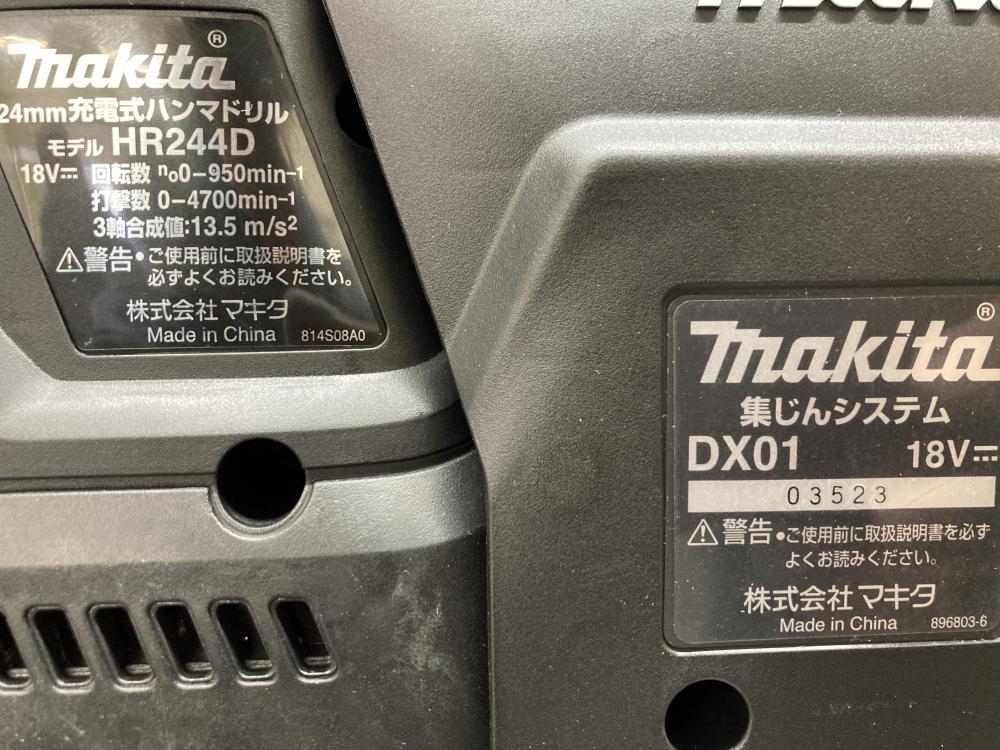 makita®
24mm充電式ハンマドリル
モデル HR244D
18V⎓ 回転数 n₀0-950min-1
打撃数 0-4700min-1
3軸合成値:13.5 m/s²
⚠警告•ご使用前に取扱説明書を
必ずよくお読みください。
株式会社 マキタ
Made in China 814S08A0
makita®
集じんシステム
DX01 18V⎓
03523
⚠警告•ご使用前に取扱説明書を必ず
よくお読みください。
株式会社 マキタ
Made in China 896803-6